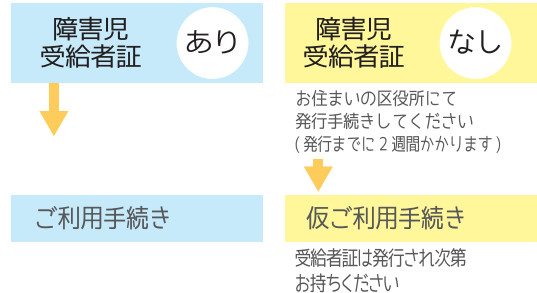 障害児
受給者証
あり
ご利用手続き
障害児
受給者証
なし
お住まいの区役所にて
発行手続きしてください
(発行までに2週間かかります)
仮ご利用手続き
受給者証は発行され次第
お持ちください